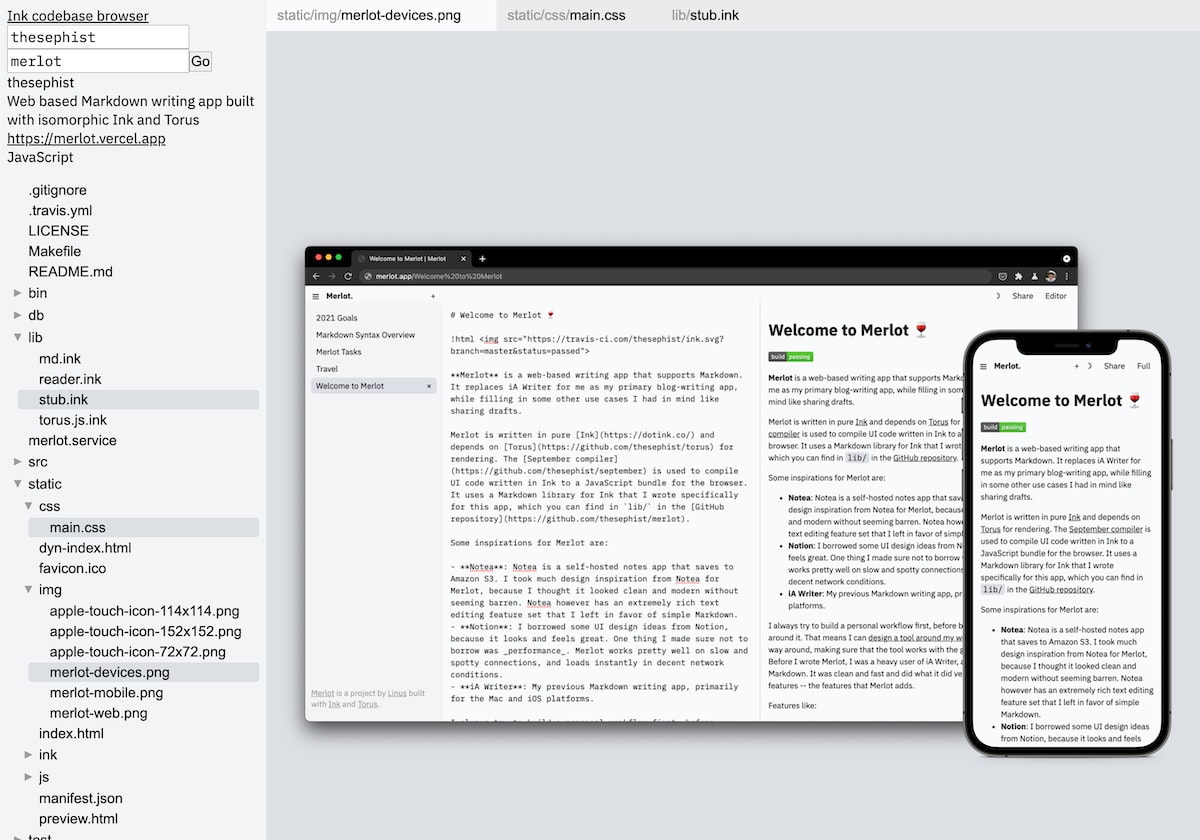 Ink codebase browser
thesephist
merlot
Go
thesephist
Web based Markdown writing app built
with isomorphic Ink and Torus
https://merlot.vercel.app
JavaScript
.gitignore
.travis.yml
LICENSE
Makefile
README.md
bin
db
lib
md.ink
reader.ink
stub.ink
torus.js.ink
merlot.service
src
static
css
main.css
dyn-index.html
favicon.ico
img
apple-touch-icon-114x114.png
apple-touch-icon-152x152.png
apple-touch-icon-72x72.png
merlot-devices.png
merlot-mobile.png
merlot-web.png
index.html
ink
js
manifest.json
preview.html
test
static/img/merlot-devices.png
static/css/main.css
lib/stub.ink
Welcome to Merlot | Merlot
merlot.app/Welcome%20to%20Merlot
Merlot.
+
Share
Editor
2021 Goals
Markdown Syntax Overview
Merlot Tasks
Travel
Welcome to Merlot
×
Merlot is a project by Linus built
with Ink and Torus.
# Welcome to Merlot 🍷
!html <img src="https://travis-ci.com/thesephist/ink.svg?
branch=master&status=passed">
**Merlot** is a web-based writing app that supports Markdown.
It replaces iA Writer for me as my primary blog-writing app,
while filling in some other use cases I had in mind like
sharing drafts.
Merlot is written in pure [Ink](https://dotink.co/) and
depends on [Torus](https://github.com/thesephist/torus) for
rendering. The [September compiler]
(https://github.com/thesephist/september) is used to compile
UI code written in Ink to a JavaScript bundle for the browser.
It uses a Markdown library for Ink that I wrote specifically
for this app, which you can find in `lib/` in the [GitHub
repository](https://github.com/thesephist/merlot).
Some inspirations for Merlot are:
- **Notea**: Notea is a self-hosted notes app that saves to
Amazon S3. I took much design inspiration from Notea for
Merlot, because I thought it looked clean and modern without
seeming barren. Notea however has an extremely rich text
editing feature set that I left in favor of simple Markdown.
- **Notion**: I borrowed some UI design ideas from Notion,
because it looks and feels great. One thing I made sure not to
borrow was _performance_. Merlot works pretty well on slow and
spotty connections, and loads instantly in decent network
conditions.
- **iA Writer**: My previous Markdown writing app, primarily
for the Mac and iOS platforms.
Welcome to Merlot 🍷
build passing
Merlot is a web-based writing app that supports Mark
me as my primary blog-writing app, while filling in som
mind like sharing drafts.
Merlot is written in pure Ink and depends on Torus for
compiler is used to compile UI code written in Ink to a
browser. It uses a Markdown library for Ink that I wrot
which you can find in lib/ in the GitHub repository.
Some inspirations for Merlot are:
• Notea: Notea is a self-hosted notes app that sav
design inspiration from Notea for Merlot, because
and modern without seeming barren. Notea how
text editing feature set that I left in favor of simpl
• Notion: I borrowed some UI design ideas from N
feels great. One thing I made sure not to borrow
works pretty well on slow and spotty connections
decent network conditions.
• iA Writer: My previous Markdown writing app, pr
platforms.
I always try to build a personal workflow first, before b
around it. That means I can design a tool around my w
way around, making sure that the tool works with the
Before I wrote Merlot, I was a heavy user of iA Writer,
Markdown. It was clean and fast and did what it did ve
features -- the features that Merlot adds.
Features like:
Merlot.
+
Share
Full
Welcome to Merlot 🍷
build passing
Merlot is a web-based writing app that
supports Markdown. It replaces iA Writer for
me as my primary blog-writing app, while filling
in some other use cases I had in mind like
sharing drafts.
Merlot is written in pure Ink and depends on
Torus for rendering. The September compiler is
used to compile UI code written in Ink to a
JavaScript bundle for the browser. It uses a
Markdown library for Ink that I wrote
specifically for this app, which you can find in
lib/ in the GitHub repository.
Some inspirations for Merlot are:
• Notea: Notea is a self-hosted notes app
that saves to Amazon S3. I took much
design inspiration from Notea for Merlot,
because I thought it looked clean and
modern without seeming barren. Notea
however has an extremely rich text editing
feature set that I left in favor of simple
Markdown.
• Notion: I borrowed some UI design ideas
from Notion, because it looks and feels